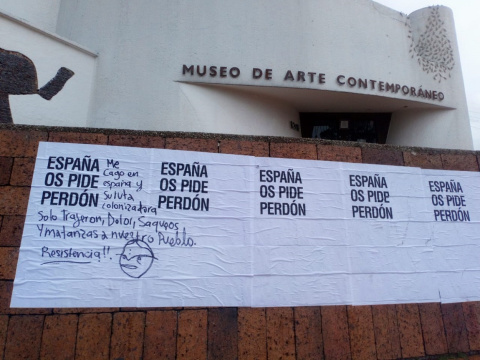 MUSEO DE ARTE CONTEMPORÁNEO
ESPAÑA
OS PIDE
PERDÓN
Me
Cago en
españa y
su
colonizadora
Solo Trajeron, Dolor, Saqueos
Y matanzas a nuestro Pueblo.
Resistencia!!.
ESPAÑA
OS PIDE
PERDÓN
ESPAÑA
OS PIDE
PERDÓN
ESPAÑA
OS PIDE
PERDÓN
ESPAÑA
OS PIDE
PERDÓN